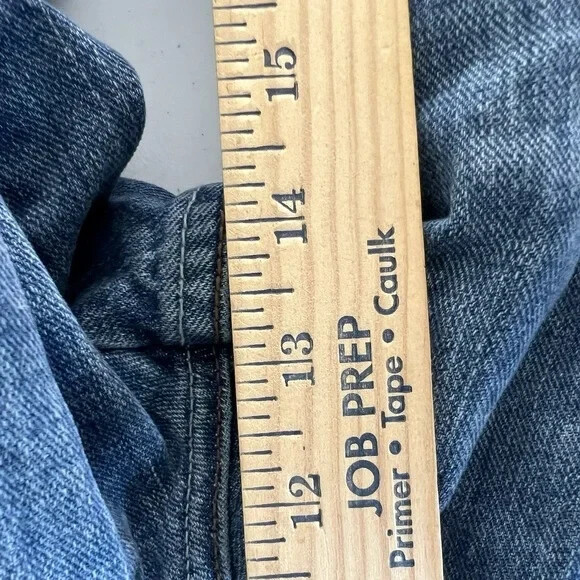 15
14
13
12
JOB PREP
Primer • Tape • Caulk